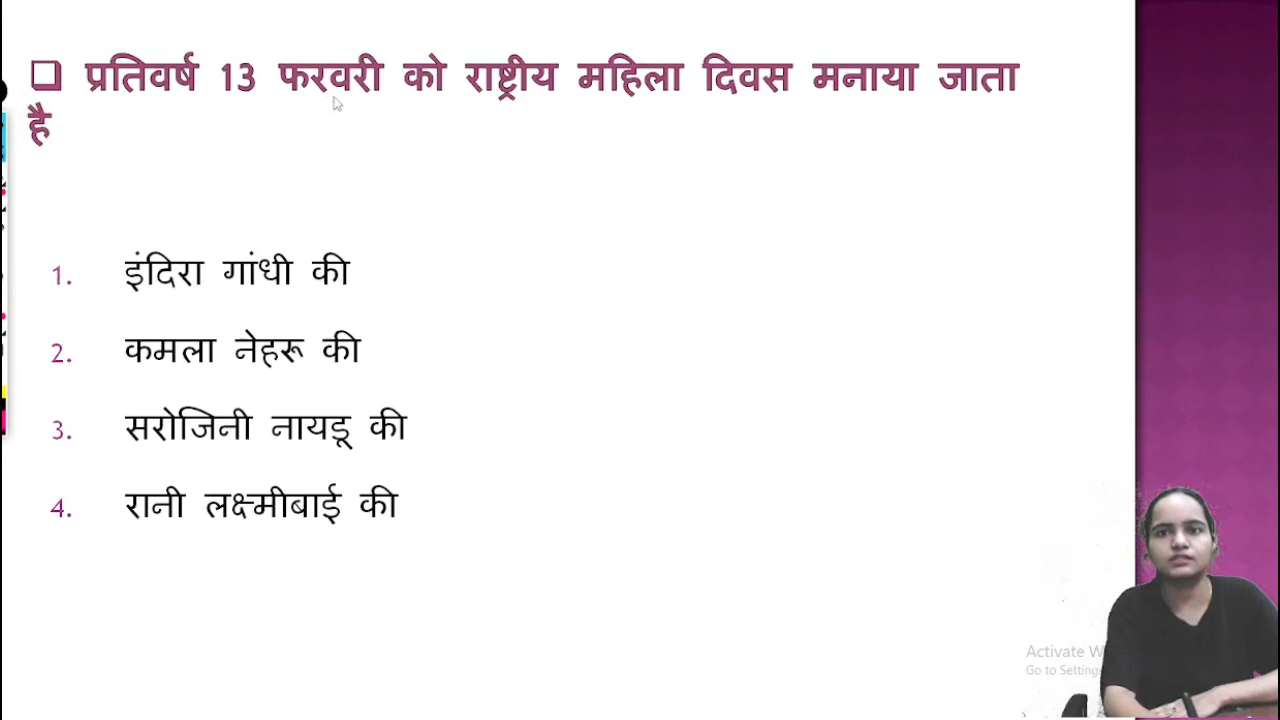 ❑ प्रतिवर्ष 13 फरवरी को राष्ट्रीय महिला दिवस मनाया जाता
है
1. इंदिरा गांधी की
2. कमला नेहरू की
3. सरोजिनी नायडू की
4. रानी लक्ष्मीबाई की
Activate W
Go to Setting